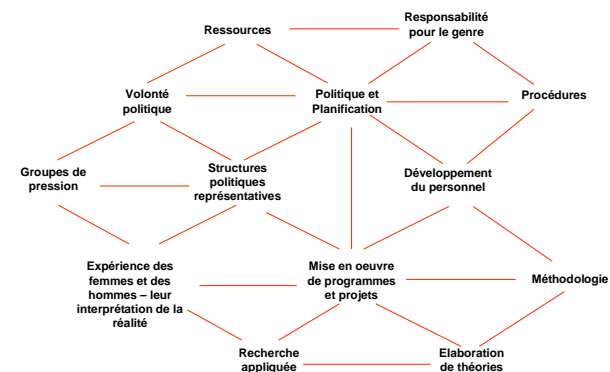 Ressources
Responsabilité
pour le genre
Volonté
politique
Politique et
Planification
Procédures
Groupes de
pression
Structures
politiques
représentatives
Développement
du personnel
Expérience des
femmes et des
hommes – leur
interprétation de la
réalité
Mise en oeuvre
de programmes
et projets
Méthodologie
Recherche
appliquée
Elaboration
de théories